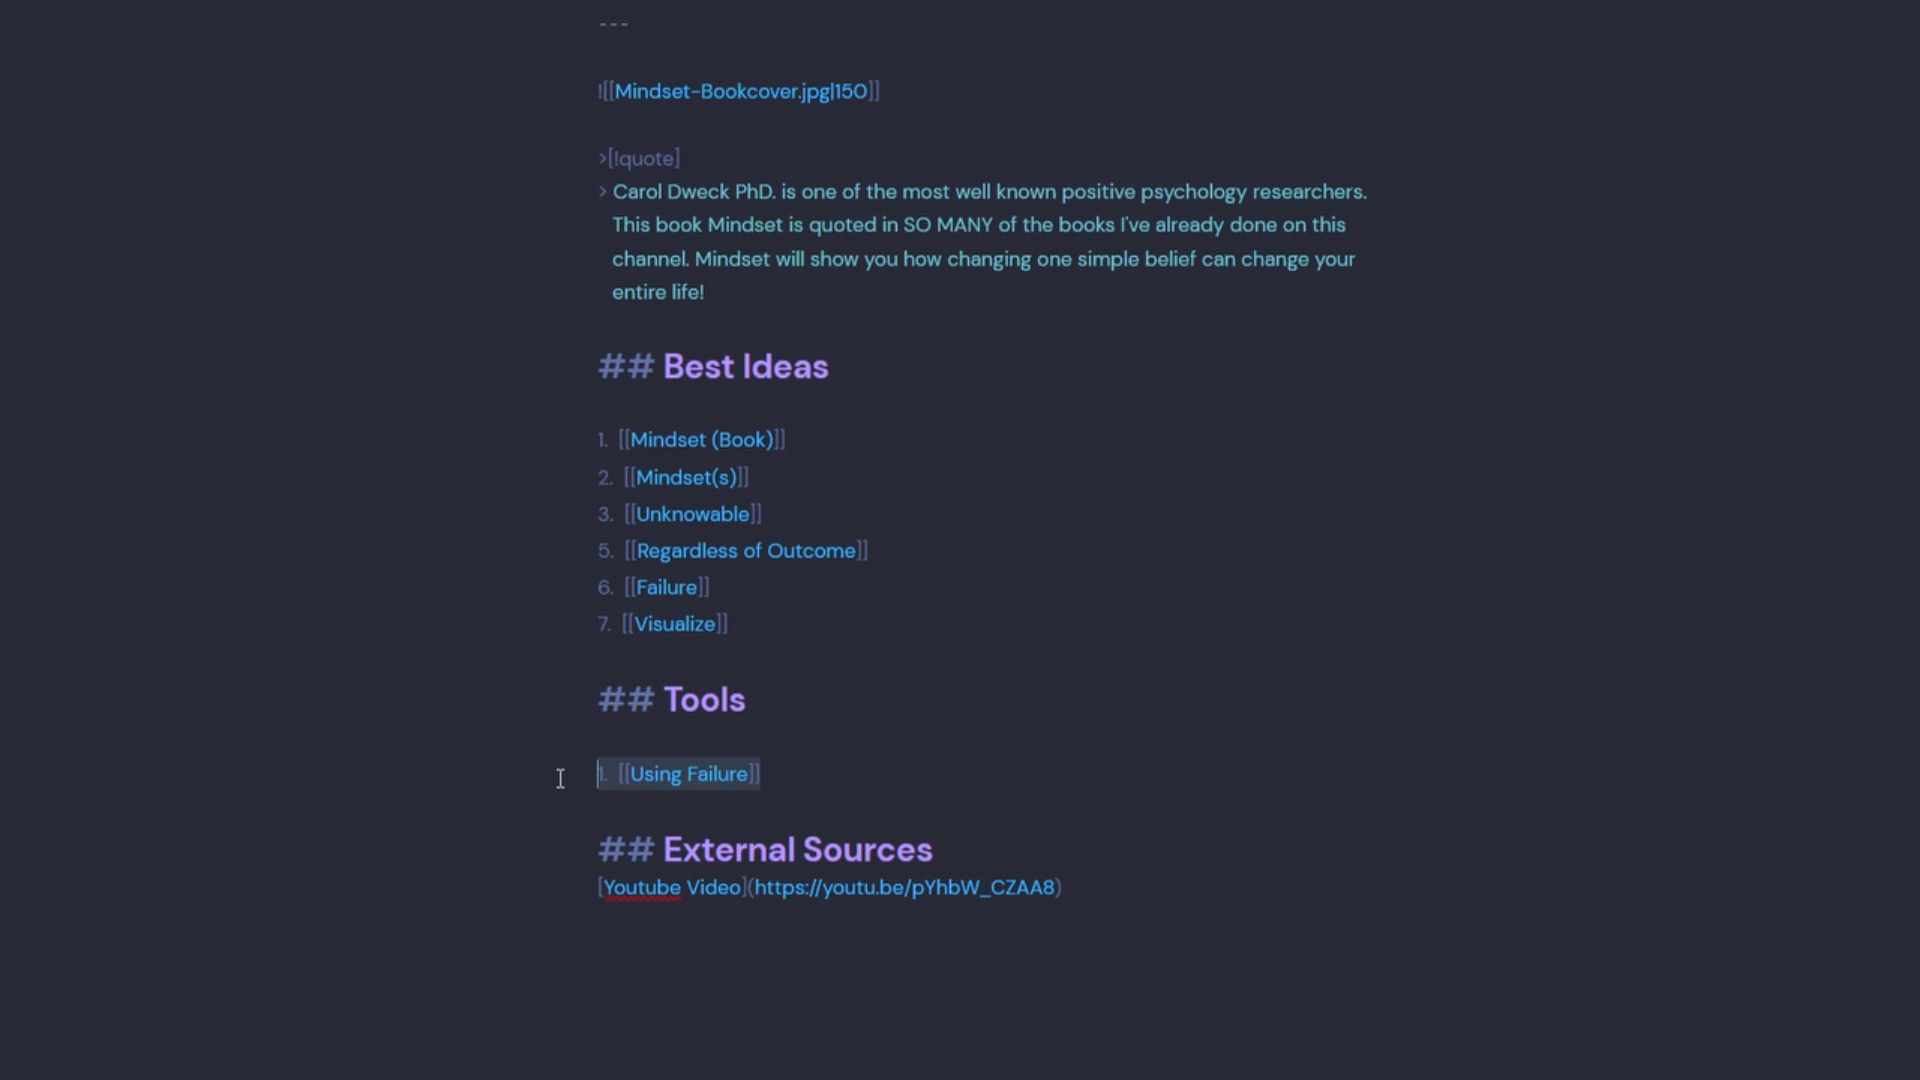 ---
![[Mindset-Bookcover.jpg|150]]
>[!quote]
> Carol Dweck PhD. is one of the most well known positive psychology researchers.
This book Mindset is quoted in SO MANY of the books I've already done on this
channel. Mindset will show you how changing one simple belief can change your
entire life!
## Best Ideas
1. [[Mindset (Book)]]
2. [[Mindset(s)]]
3. [[Unknowable]]
5. [[Regardless of Outcome]]
6. [[Failure]]
7. [[Visualize]]
## Tools
1. [[Using Failure]]
## External Sources
[Youtube Video](https://youtu.be/pYhbW_CZAA8)